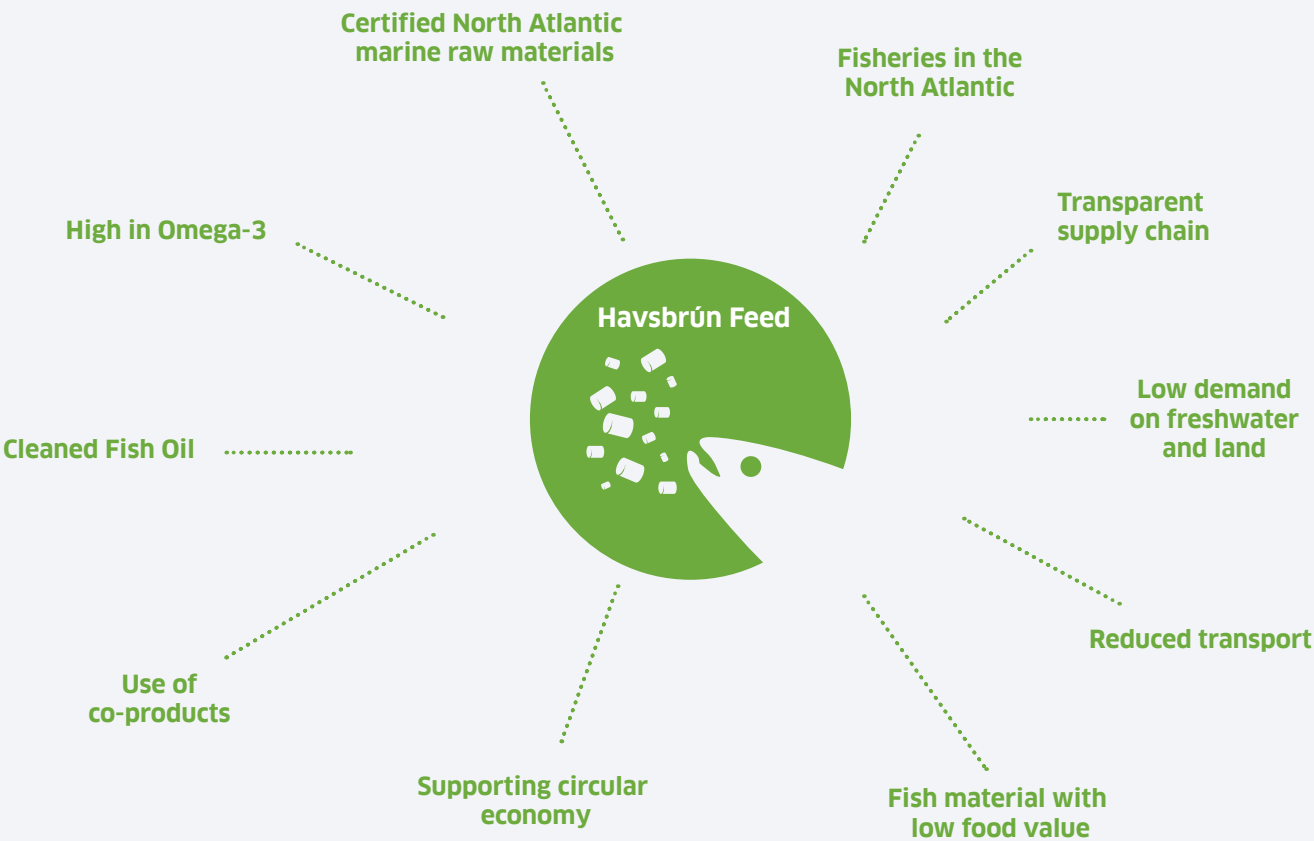 Certified North Atlantic
marine raw materials
Fisheries in the
North Atlantic
Transparent
supply chain
High in Omega-3
Havsbrún Feed
Low demand
on freshwater
and land
Cleaned Fish Oil
Reduced transport
Use of
co-products
Supporting circular
economy
Fish material with
low food value